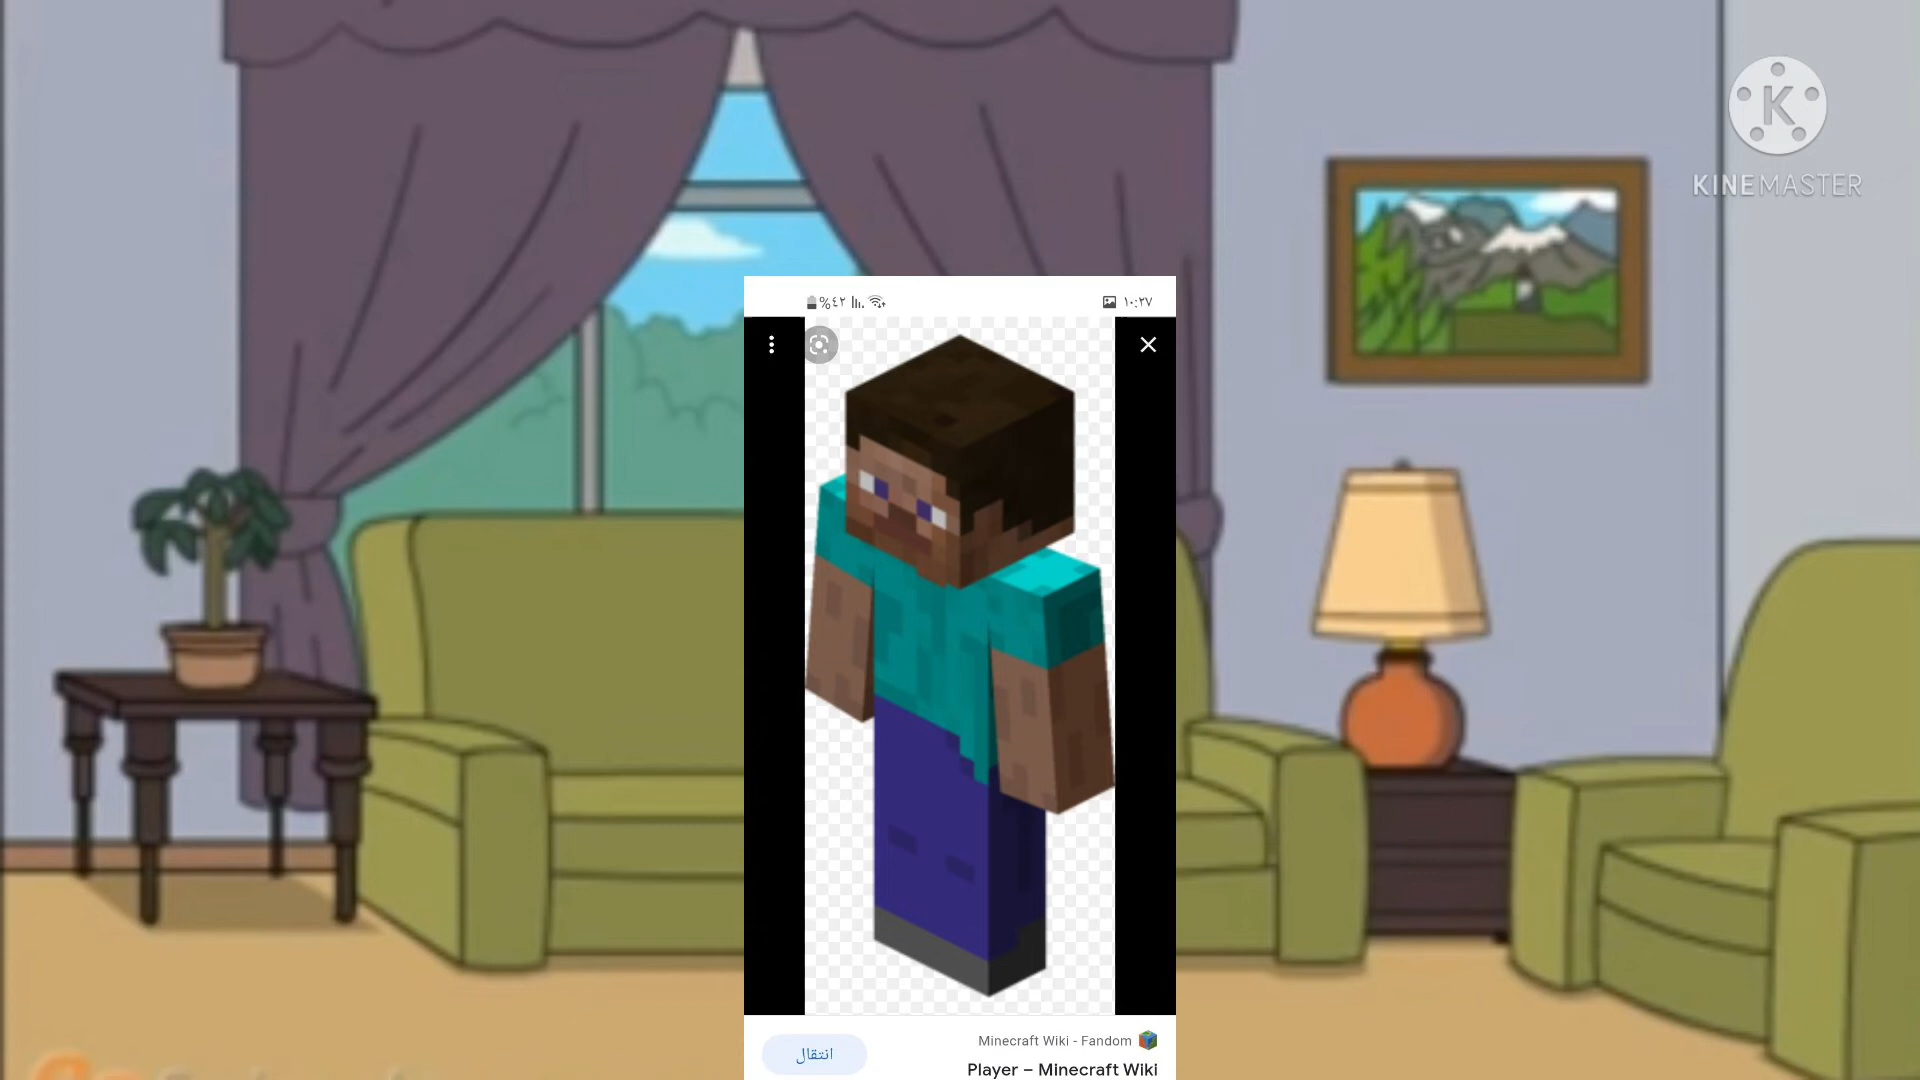 K
KINEMASTER
%٤٢
١٠:٢٧
Minecraft Wiki - Fandom
انتقال
Player – Minecraft Wiki